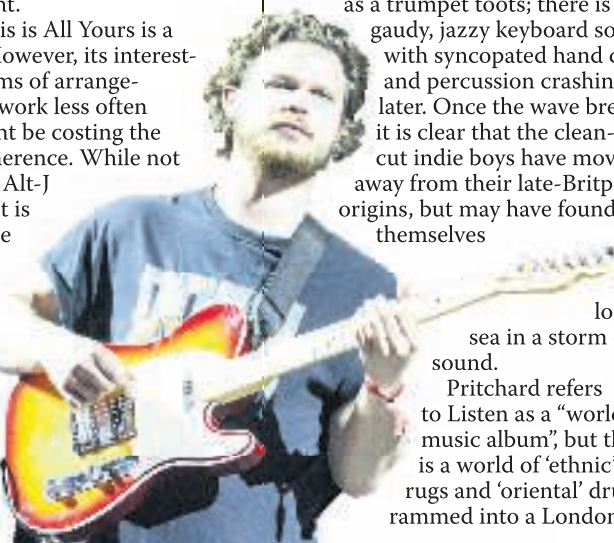 nt.
is is All Yours is a
However, its interest-
ms of arrange-
work less often
nt be costing the
herence. While not
Alt-J
t is
e
as a trumpet toots; there is
gaudy, jazzy keyboard so
with syncopated hand c
and percussion crashin
later. Once the wave bre
it is clear that the clean-
cut indie boys have mov
away from their late-Britp
origins, but may have found
themselves
lo
sea in a storm
sound.
Pritchard refers
to Listen as a “worl
music album”, but th
is a world of ‘ethnic’
rugs and ‘oriental’ dru
rammed into a London